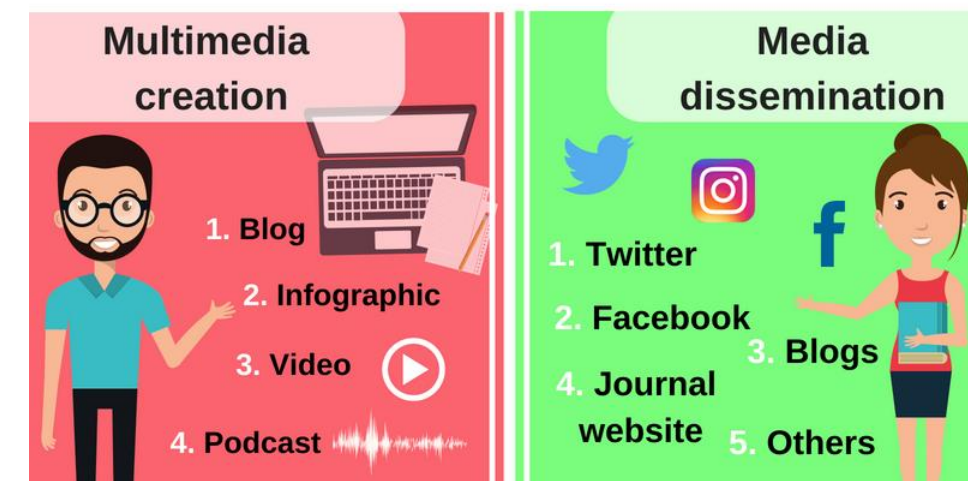 Multimedia
creation
1. Blog
2. Infographic
3. Video
4. Podcast
Media
dissemination
1. Twitter
2. Facebook
3. Blogs
4. Journal
website
5. Others